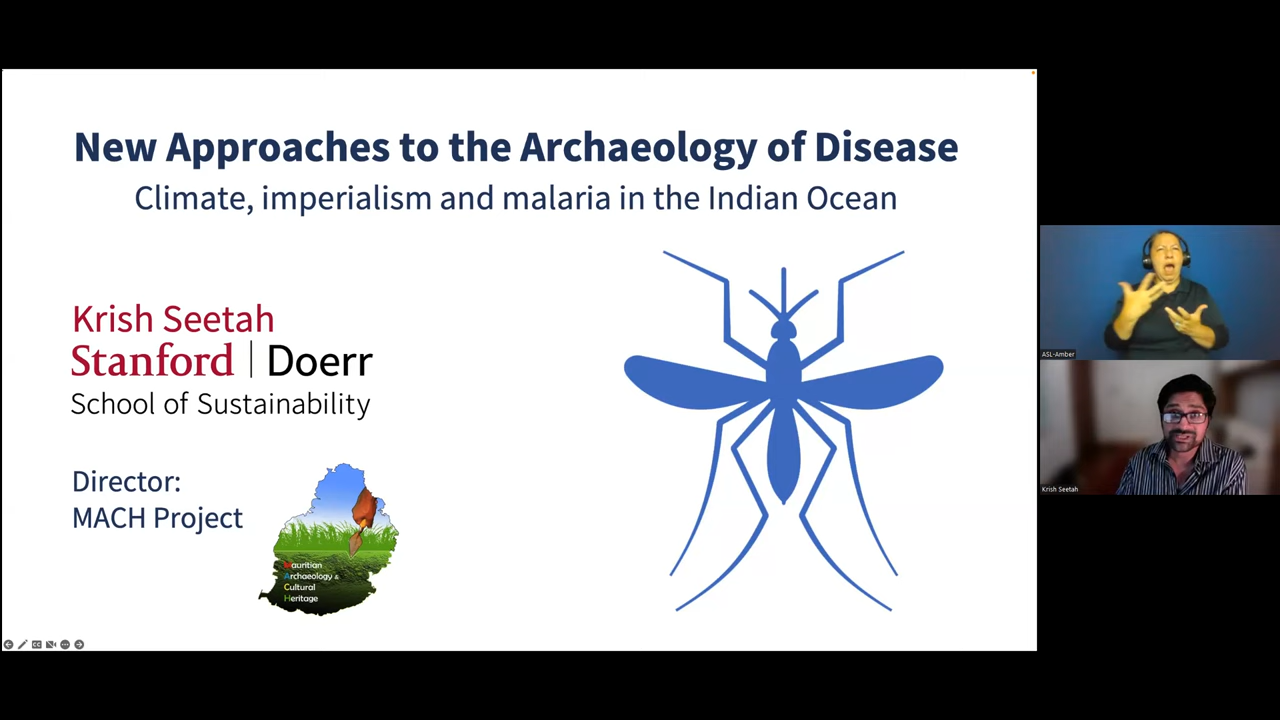 New Approaches to the Archaeology of Disease
Climate, imperialism and malaria in the Indian Ocean
Krish Seetah
Stanford | Doerr
School of Sustainability
Director:
MACH Project
Mauritian
Archaeology &
Cultural
Heritage
ASL-Amber
Krish Seetah